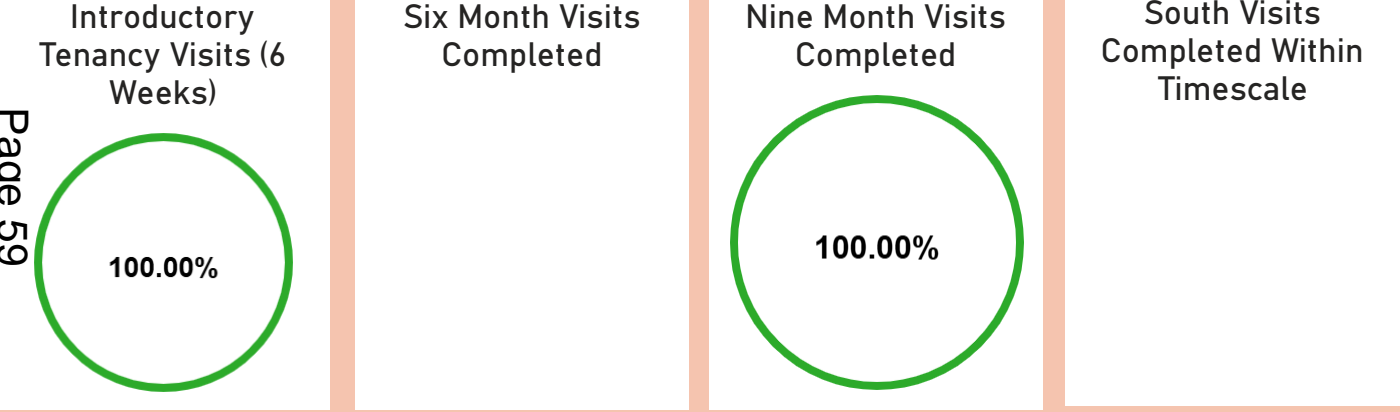 Introductory
Tenancy Visits (6
Weeks)
100.00%
Six Month Visits
Completed
Nine Month Visits
Completed
100.00%
South Visits
Completed Within
Timescale
Page 59